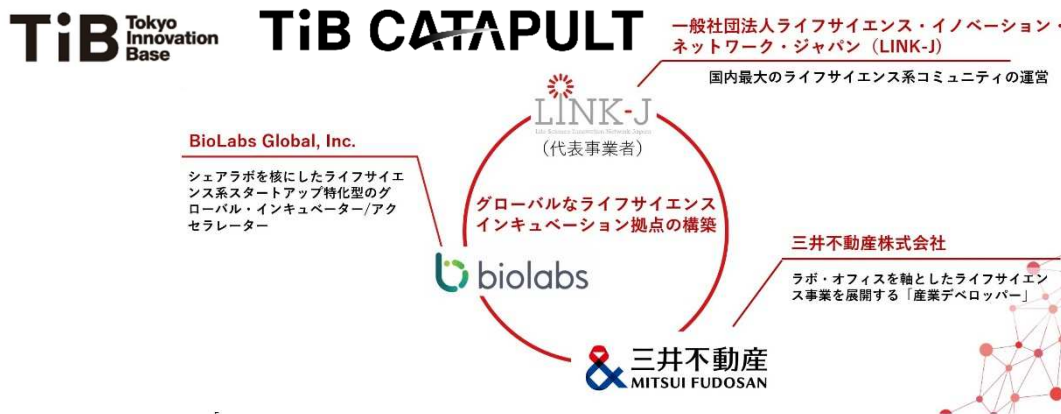 TiB Tokyo
Innovation
Base
TiB CATAPULT
一般社団法人ライフサイエンス・イノベーション・
ネットワーク・ジャパン（LINK-J）
国内最大のライフサイエンス系コミュニティの運営
LINK-J
Life Science Innovation Network Japan
（代表事業者）
BioLabs Global, Inc.
シェアラボを核にしたライフサイエ
ンス系スタートアップ特化型のグ
ローバル・インキュベーター/アク
セラレーター
グローバルなライフサイエンス
インキュベーション拠点の構築
biolabs
三井不動産株式会社
ラボ・オフィスを軸としたライフサイエン
ス事業を展開する「産業デベロッパー」
三井不動産
MITSUI FUDOSAN